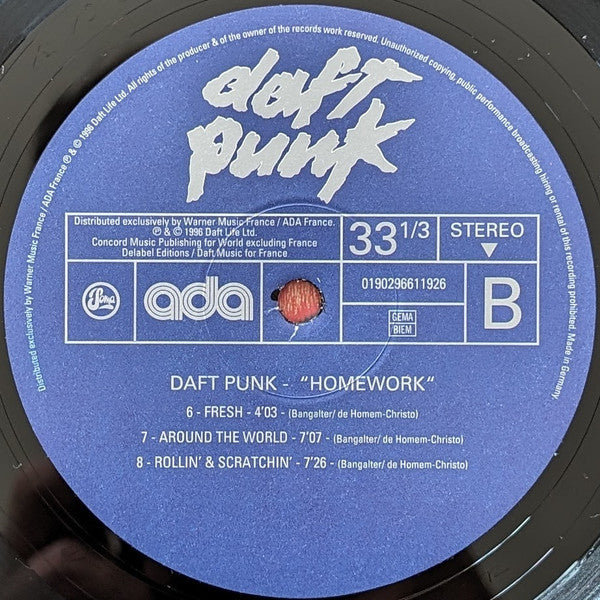 Distributed exclusively by Warner Music France / ADA France ℗ & © 1996 Daft Life Ltd. All rights of the producer & of the owner of the records work reserved. Unauthorized copying, public performance broadcasting hiring or rental of this recording prohibited. Made in Germany.
daft
punk
Distributed exclusively by Warner Music France / ADA France.
℗ & © 1996 Daft Life Ltd.
Concord Music Publishing for World excluding France
Delabel Editions / Daft Music for France.
33 1/3
STEREO
Soma
ada
0190296611926
GEMA
BIEM
B
DAFT PUNK - "HOMEWORK"
6 - FRESH - 4'03 - (Bangalter/ de Homem-Christo)
7 - AROUND THE WORLD - 7'07 - (Bangalter/ de Homem-Christo)
8 - ROLLIN' & SCRATCHIN' - 7'26 - (Bangalter/ de Homem-Christo)